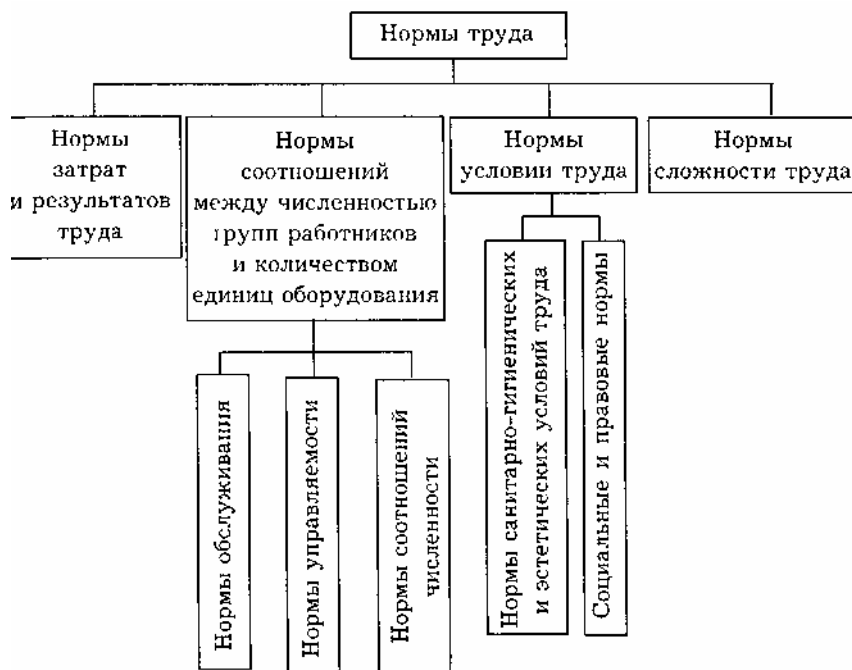 Нормы труда
Нормы
затрат
и результатов
труда
Нормы
соотношений
между численностью
групп работников
и количеством
единиц оборудования
Нормы
условии труда
Нормы
сложности труда
Нормы обслуживания
Нормы управляемости
Нормы соотношений
численности
Нормы санитарно-гигиенических
и эстетических условий труда
Социальные и правовые нормы